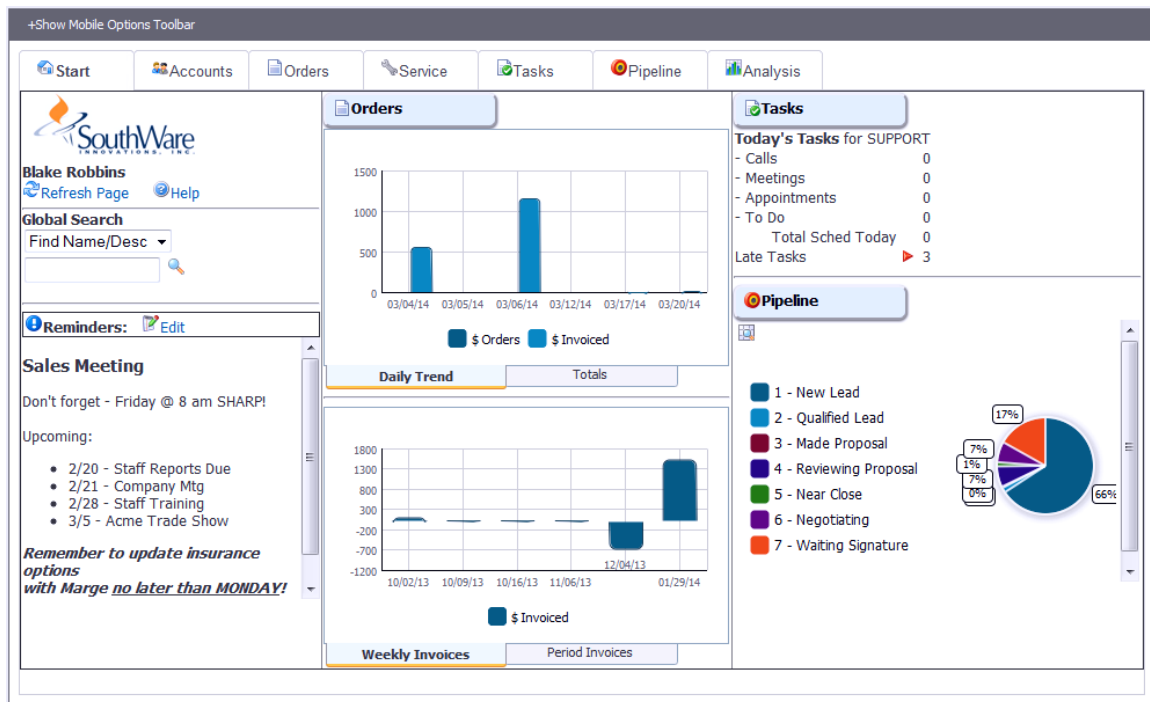 +Show Mobile Options Toolbar
Start
Accounts
Orders
Service
Tasks
Pipeline
Analysis
SouthWare
INNOVATIONS, INC.
Blake Robbins
Refresh Page
Help
Global Search
Find Name/Desc
Reminders:
Edit
Sales Meeting
Don't forget - Friday @ 8 am SHARP!
Upcoming:
• 2/20 - Staff Reports Due
• 2/21 - Company Mtg
• 2/28 - Staff Training
• 3/5 - Acme Trade Show
Remember to update insurance
options
with Marge no later than MONDAY!
Orders
1500
1000
500
0
03/04/14 03/05/14 03/06/14 03/12/14 03/17/14 03/20/14
$ Orders
$ Invoiced
Daily Trend
Totals
1800
1300
800
300
-200
-700
-1200
12/04/13
10/02/13 10/09/13 10/16/13 11/06/13 01/29/14
$ Invoiced
Weekly Invoices
Period Invoices
Tasks
Today's Tasks for SUPPORT
- Calls 0
- Meetings 0
- Appointments 0
- To Do 0
Total Sched Today 0
Late Tasks 3
Pipeline
1 - New Lead
2 - Qualified Lead
3 - Made Proposal
4 - Reviewing Proposal
5 - Near Close
6 - Negotiating
7 - Waiting Signature
17%
7%
1%
7%
0%
66%